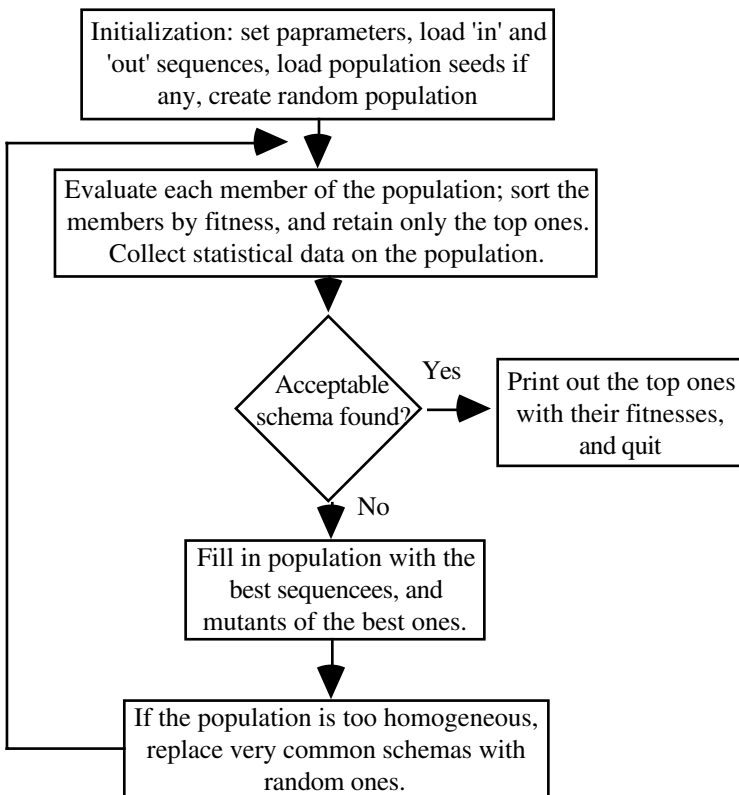 Initialization: set paprameters, load 'in' and
'out' sequences, load population seeds if
any, create random population
Evaluate each member of the population; sort the
members by fitness, and retain only the top ones.
Collect statistical data on the population.
Acceptable
schema found?
Yes
Print out the top ones
with their fitnesses,
and quit
No
Fill in population with the
best sequencees, and
mutants of the best ones.
If the population is too homogeneous,
replace very common schemas with
random ones.